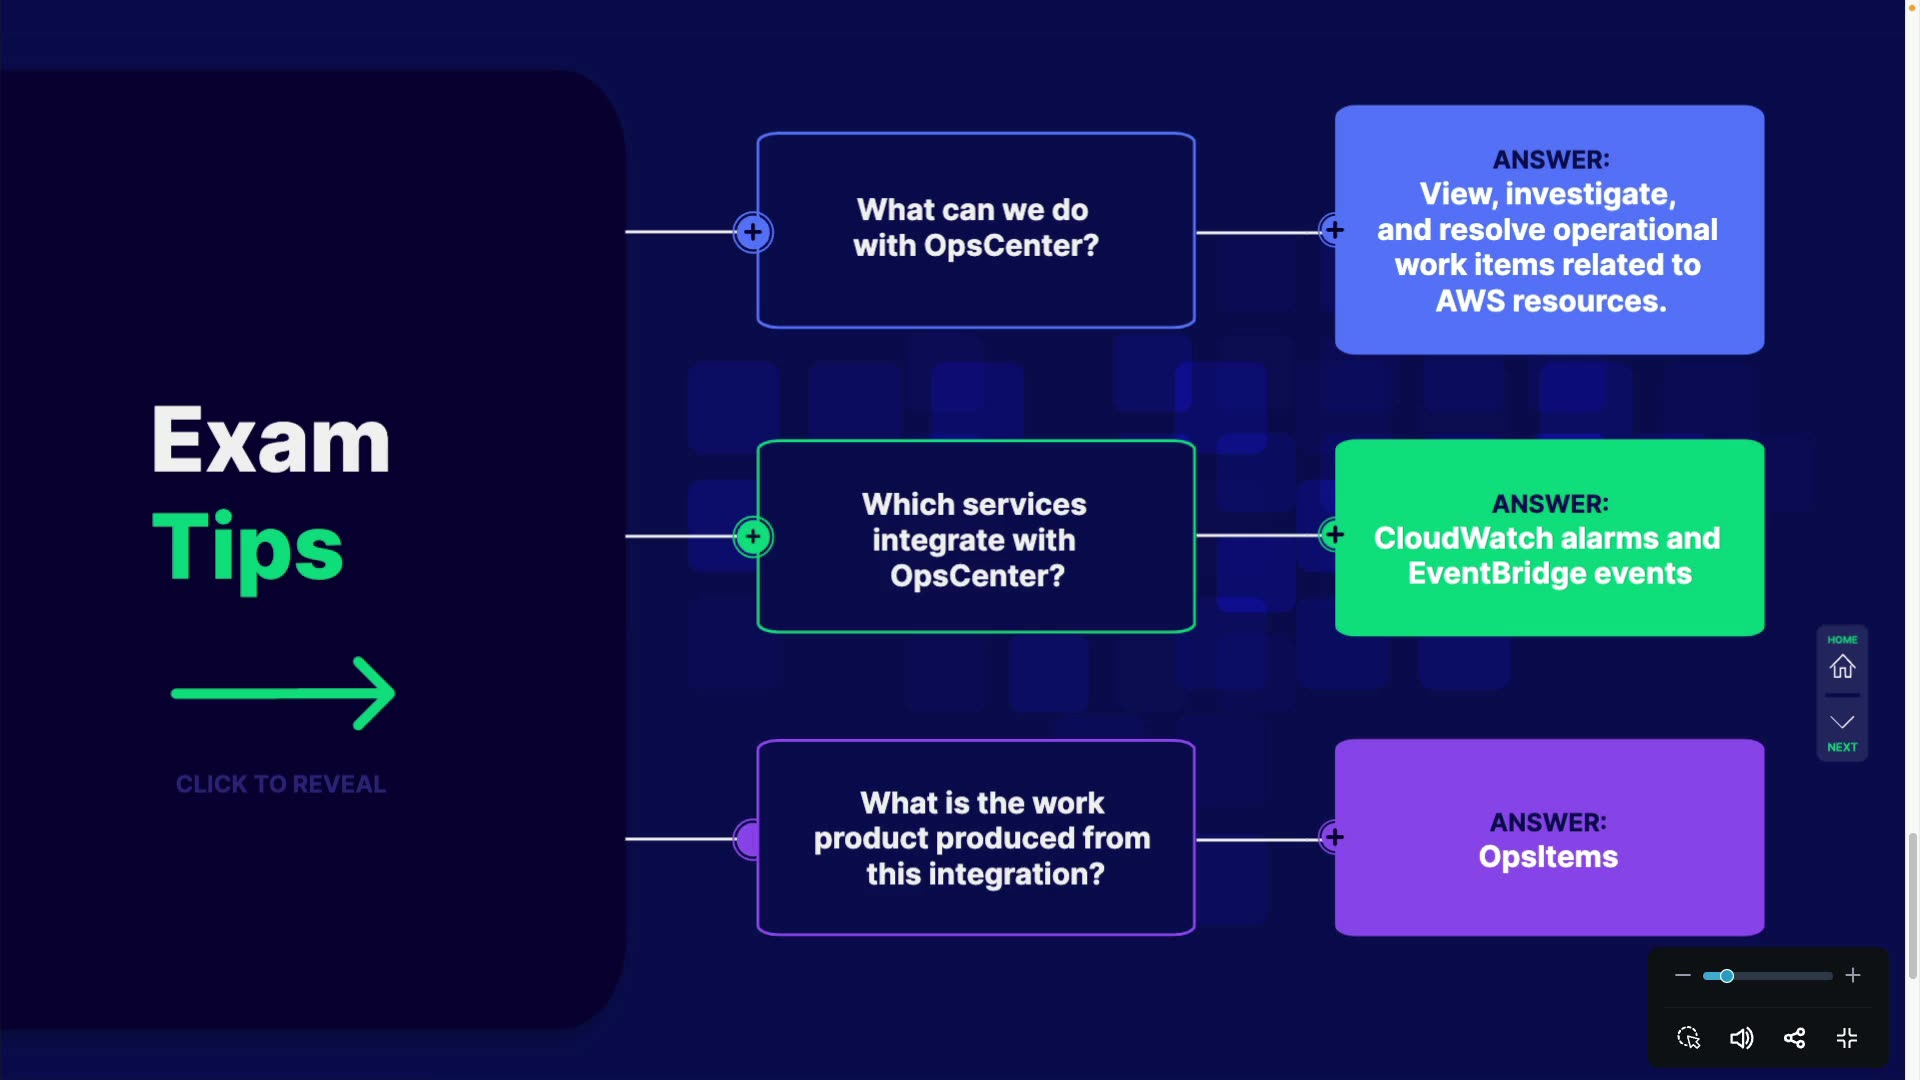 Exam
Tips
CLICK TO REVEAL
What can we do
with OpsCenter?
ANSWER:
View, investigate,
and resolve operational
work items related to
AWS resources.
Which services
integrate with
OpsCenter?
ANSWER:
CloudWatch alarms and
EventBridge events
What is the work
product produced from
this integration?
ANSWER:
OpsItems
HOME
NEXT